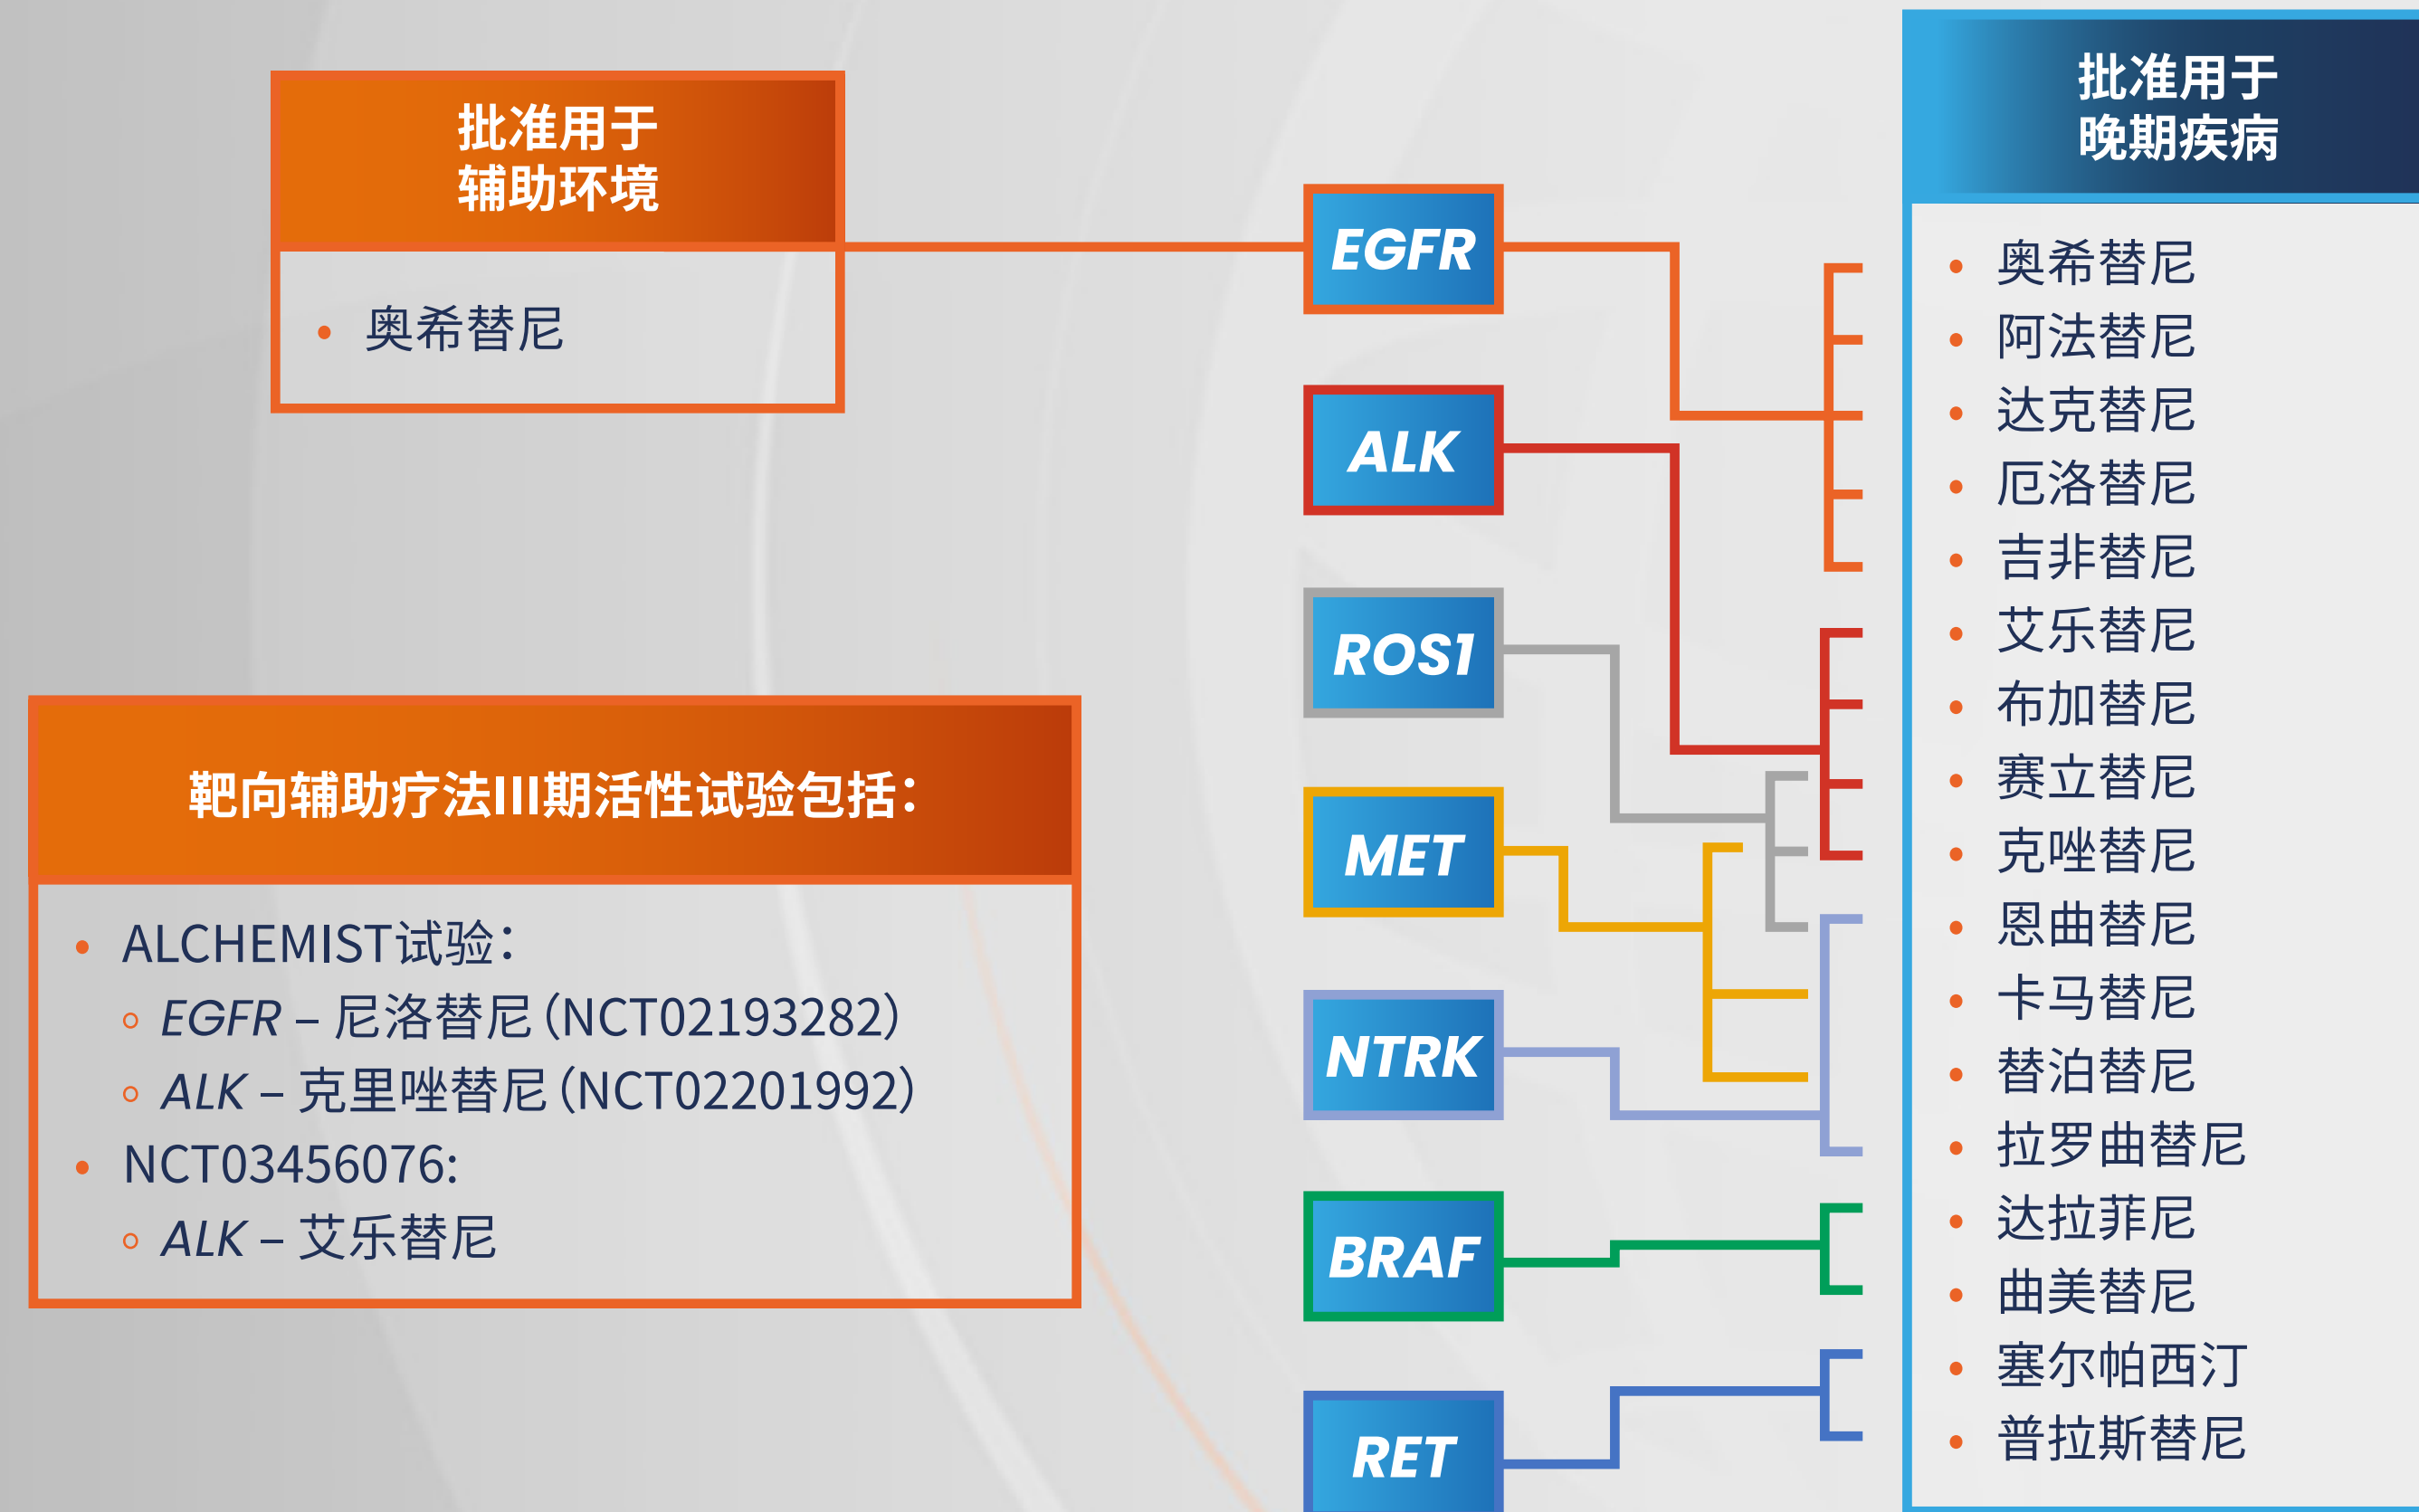 批准用于
辅助环境
• 奥希替尼
靶向辅助疗法III期活性试验包括：
• ALCHEMIST试验：
○ EGFR – 尼洛替尼（NCT02193282）
○ ALK – 克里唑替尼（NCT02201992）
• NCT03456076:
○ ALK – 艾乐替尼
EGFR
ALK
ROS1
MET
NTRK
BRAF
RET
批准用于
晚期疾病
• 奥希替尼
• 阿法替尼
• 达克替尼
• 厄洛替尼
• 吉非替尼
• 艾乐替尼
• 布加替尼
• 赛立替尼
• 克唑替尼
• 恩曲替尼
• 卡马替尼
• 替泊替尼
• 拉罗曲替尼
• 达拉菲尼
• 曲美替尼
• 塞尔帕西汀
• 普拉斯替尼